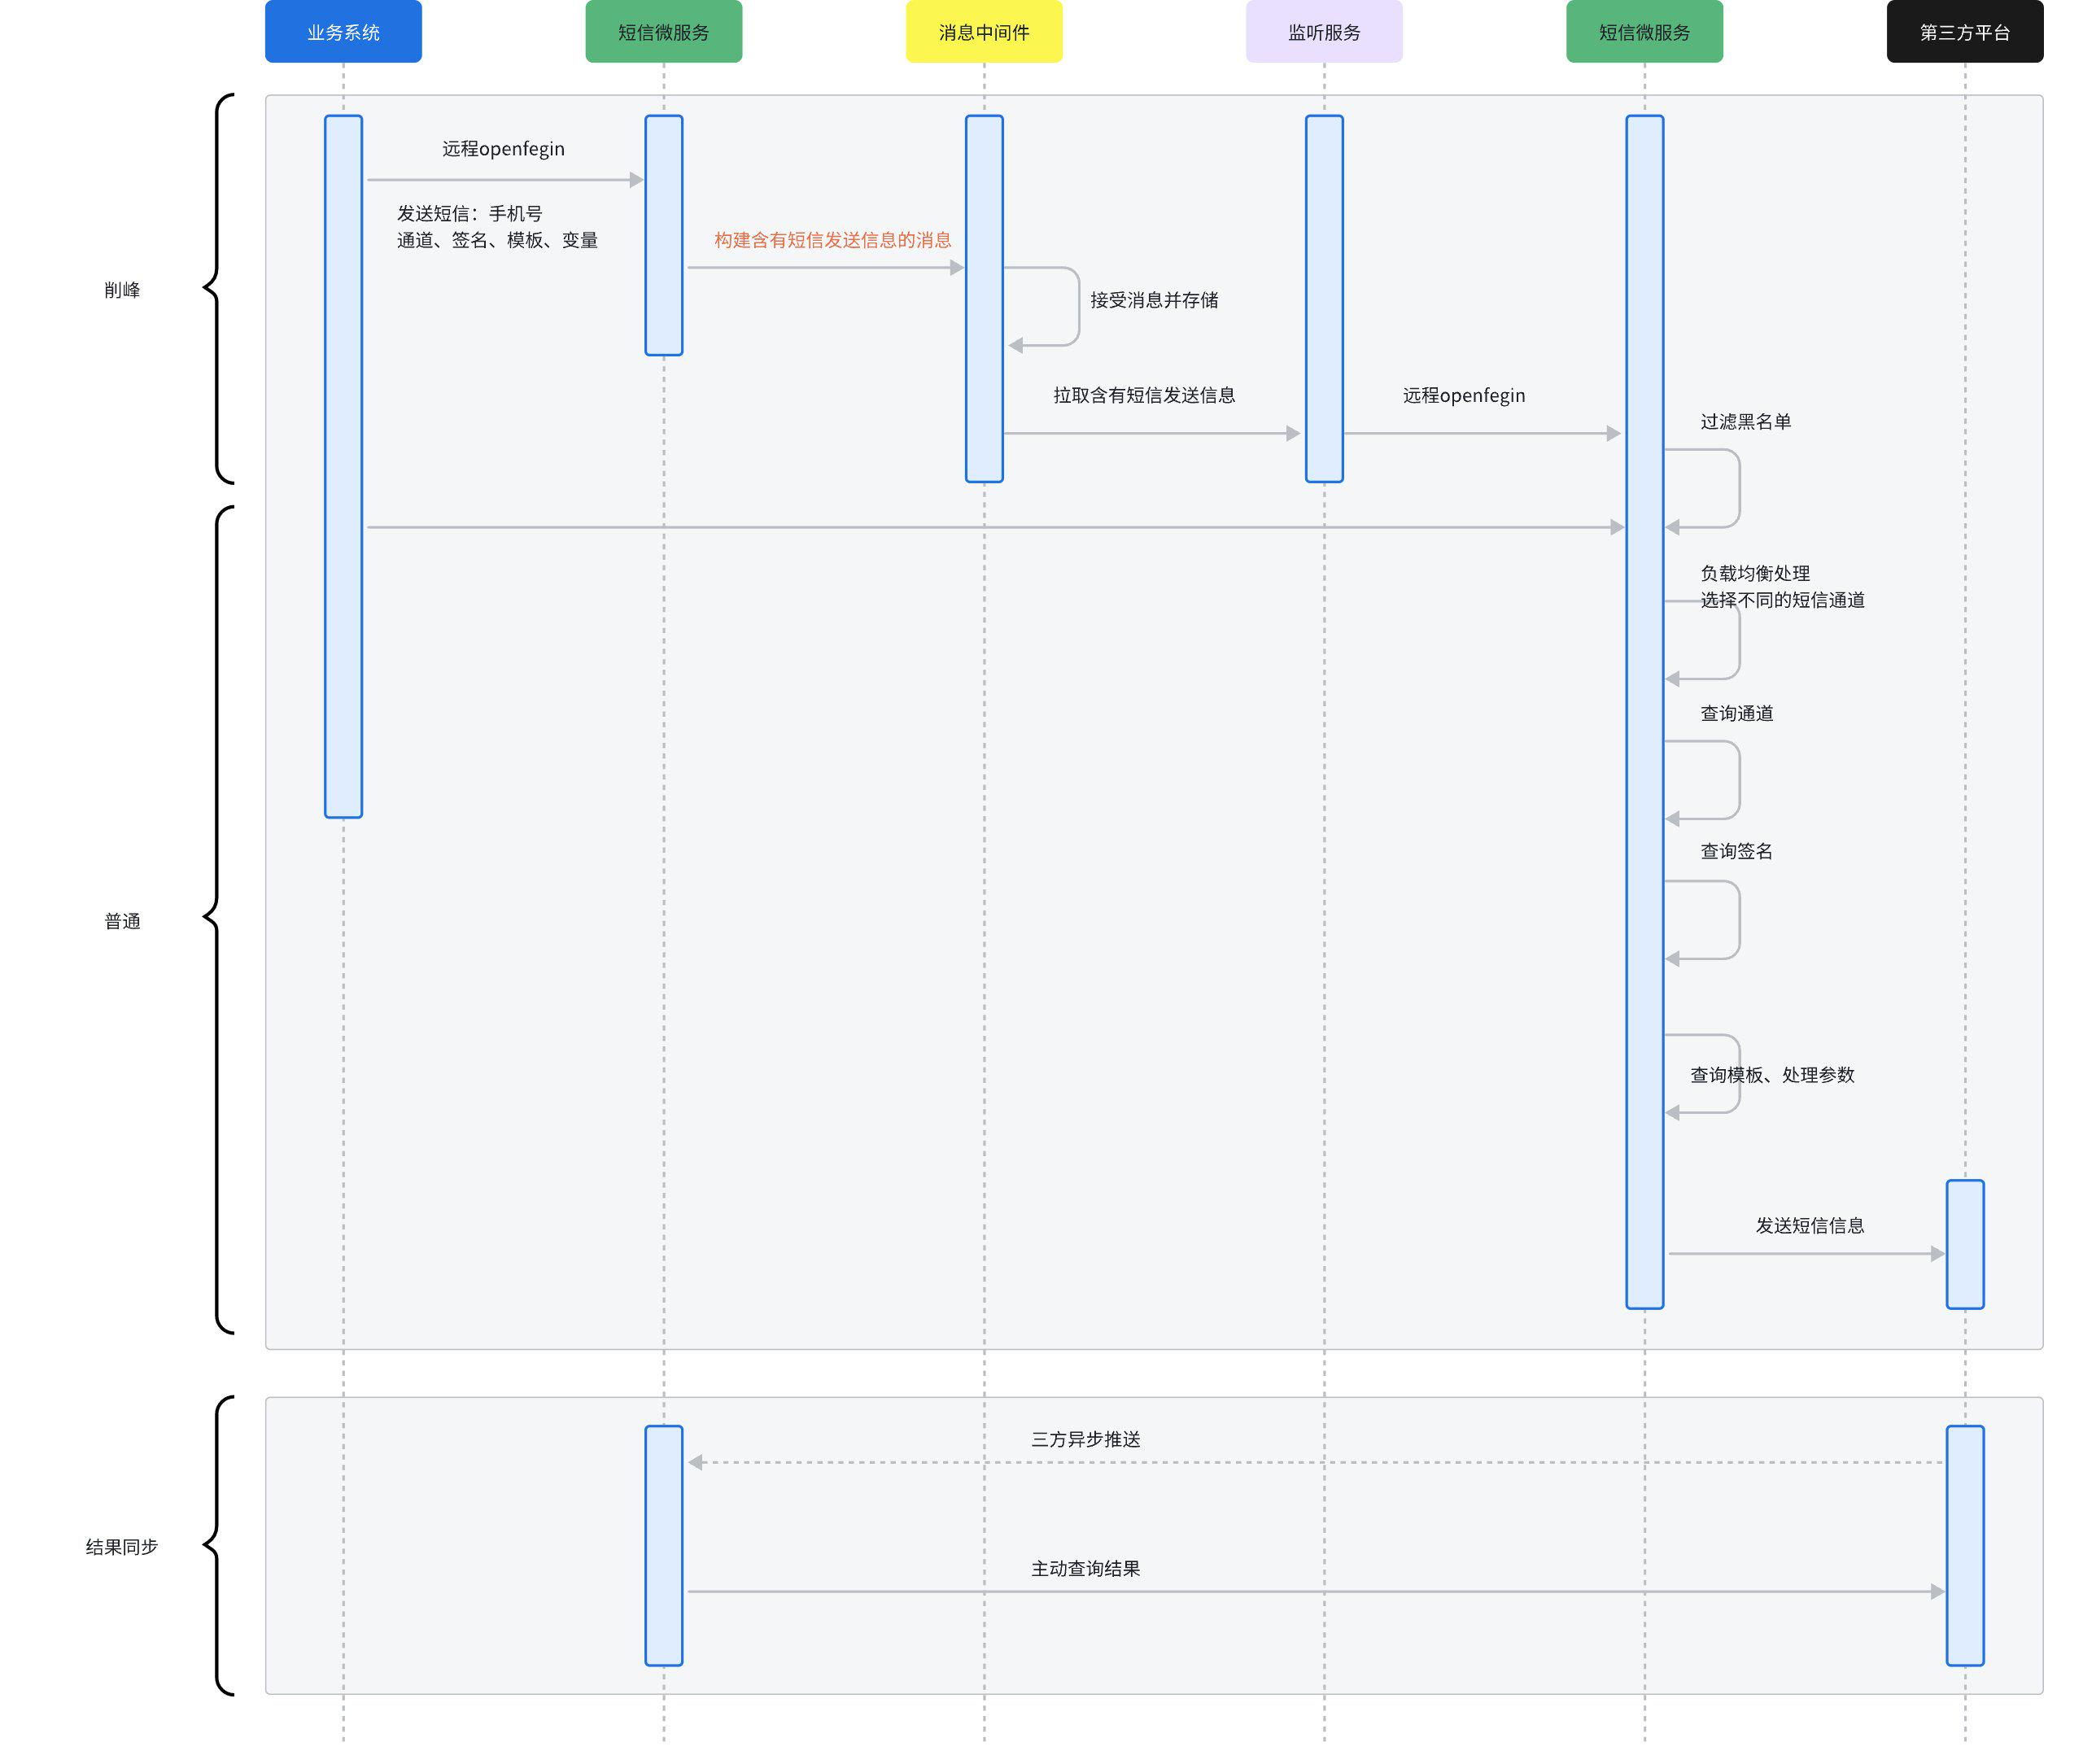 业务系统
短信微服务
消息中间件
监听服务
短信微服务
第三方平台
远程openfegin
发送短信：手机号
通道、签名、模板、变量
构建含有短信发送信息的消息
削峰
接受消息并存储
拉取含有短信发送信息
远程openfegin
过滤黑名单
负载均衡处理
选择不同的短信通道
查询通道
查询签名
普通
查询模板、处理参数
发送短信信息
三方异步推送
结果同步
主动查询结果